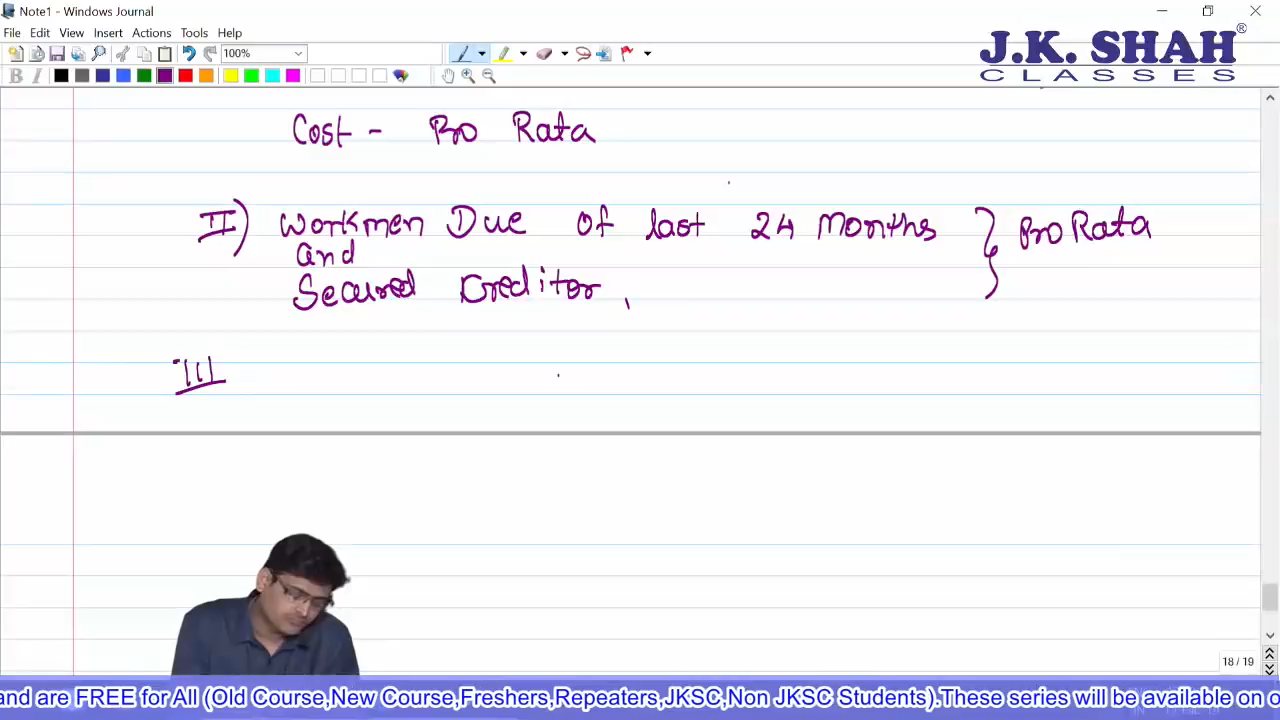 Note1 - Windows Journal
File Edit View Insert Actions Tools Help
100%
J.K. SHAH®
CLASSES
Cost - Pro Rata
II) Workmen Due of last 24 Months } Pro Rata
and
Secured Creditor,
III
18 / 19
and are FREE for All (Old Course,New Course,Freshers,Repeaters,JKSC,Non JKSC Students).These series will be available on